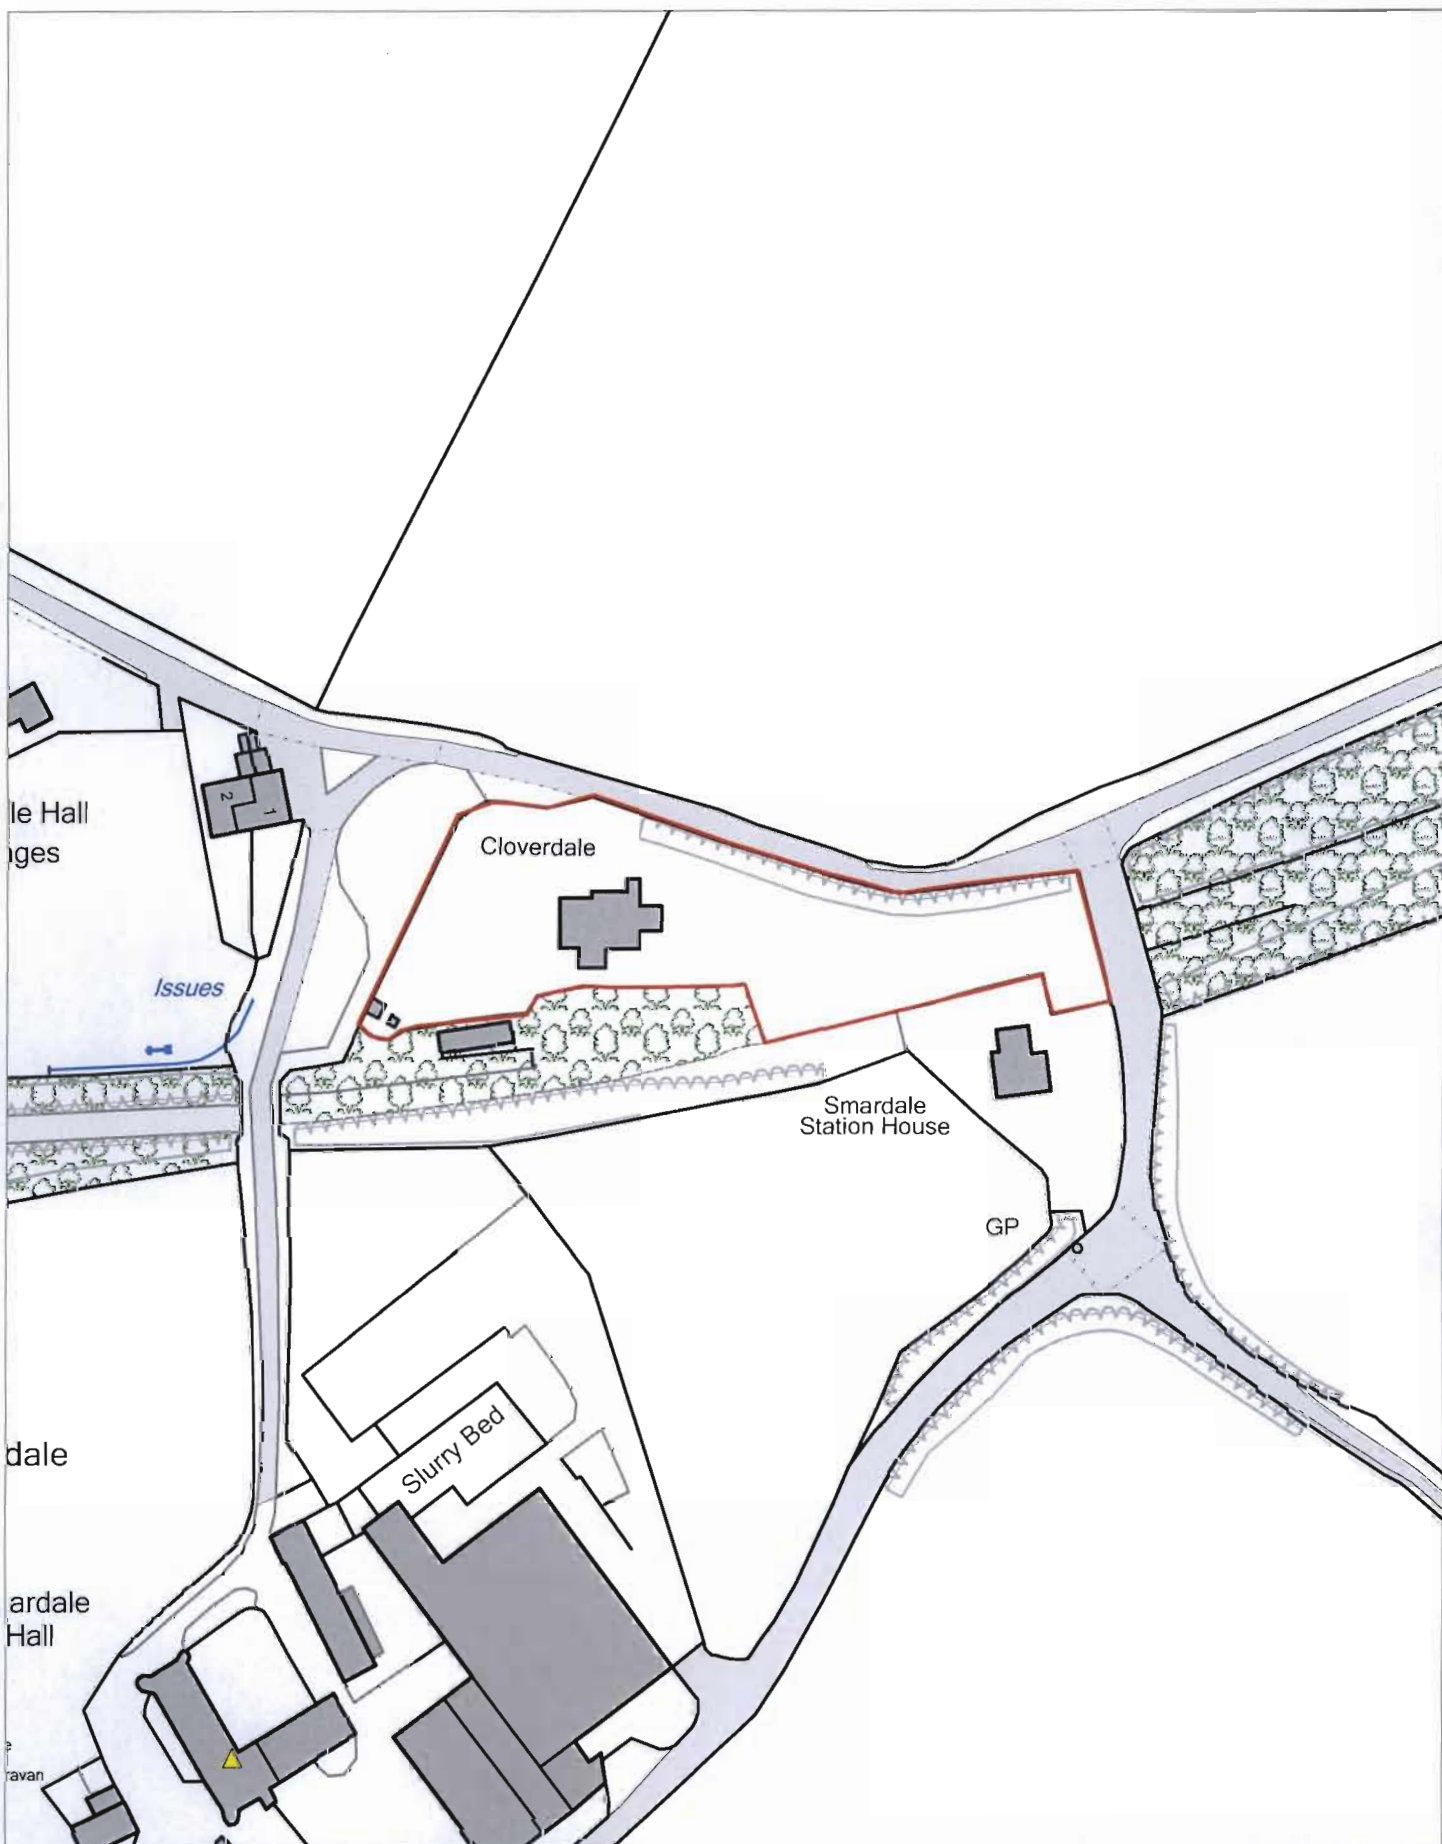 2
1
le Hall
nges
Cloverdale
Issues
Smardale
Station House
GP
Slurry Bed
dale
ardale
Hall
e
ravan